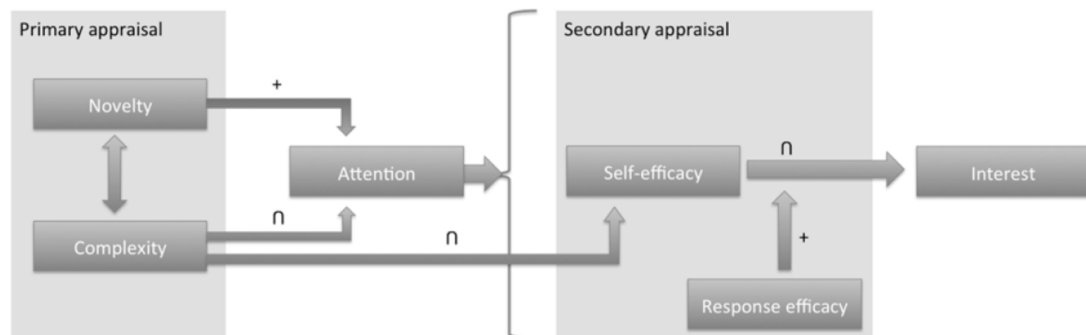 Primary appraisal
Secondary appraisal
Novelty
+
Attention
Self-efficacy
∩
Interest
Complexity
∩
∩
+
Response efficacy